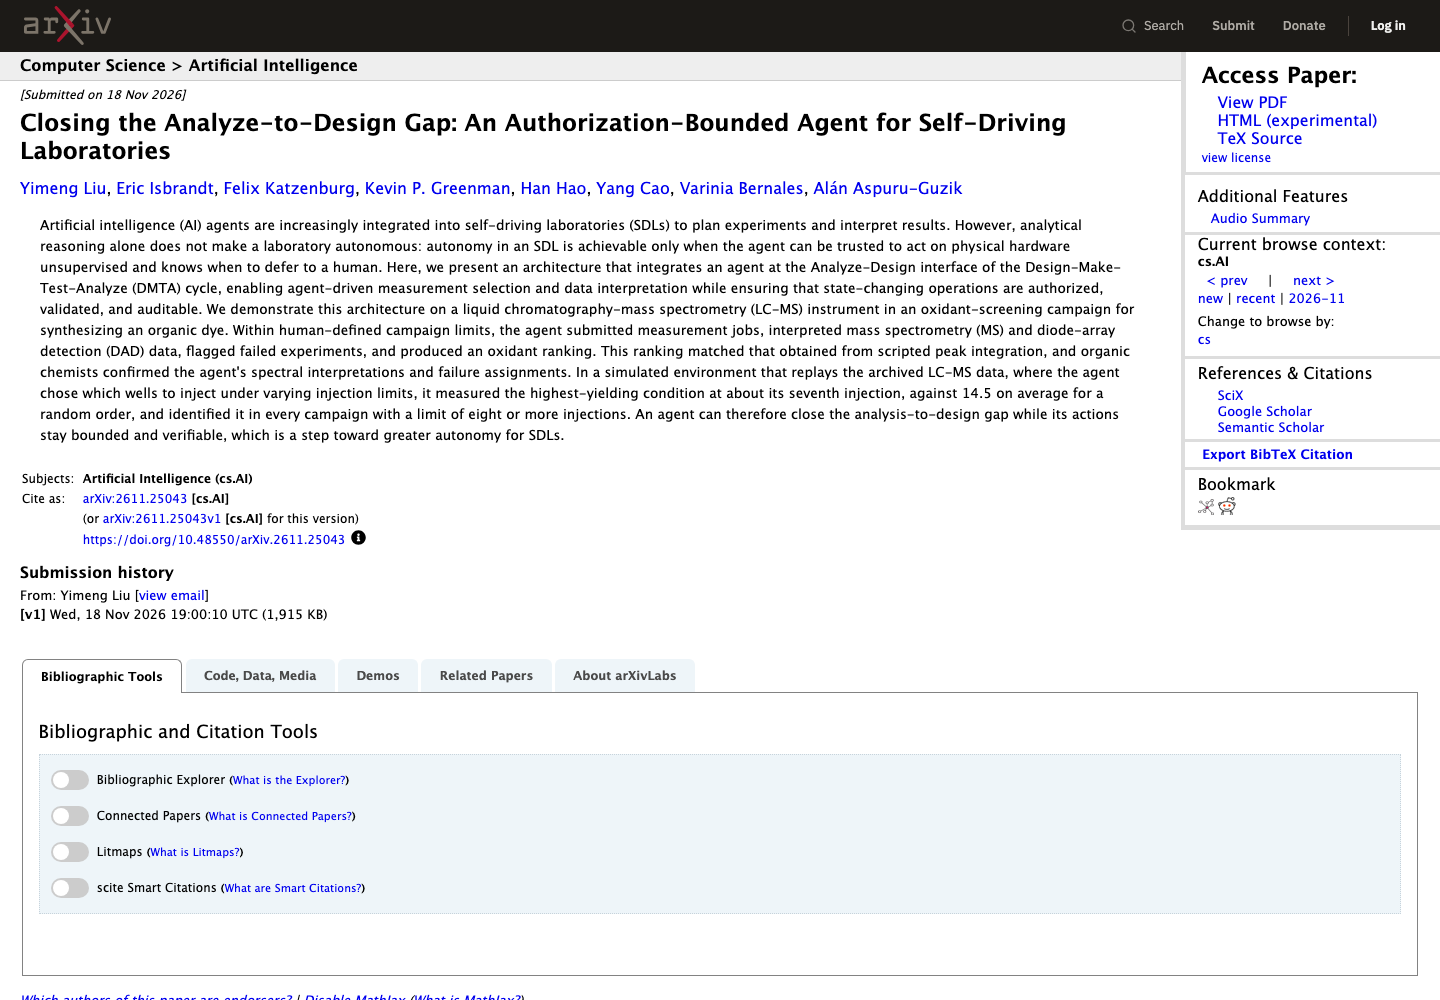 arXiv
Search
Submit
Donate
Log in
Computer Science > Artificial Intelligence
[Submitted on 18 Nov 2026]
Closing the Analyze-to-Design Gap: An Authorization-Bounded Agent for Self-Driving
Laboratories
Yimeng Liu, Eric Isbrandt, Felix Katzenburg, Kevin P. Greenman, Han Hao, Yang Cao, Varinia Bernales, Alán Aspuru-Guzik
Artificial intelligence (AI) agents are increasingly integrated into self-driving laboratories (SDLs) to plan experiments and interpret results. However, analytical
reasoning alone does not make a laboratory autonomous: autonomy in an SDL is achievable only when the agent can be trusted to act on physical hardware
unsupervised and knows when to defer to a human. Here, we present an architecture that integrates an agent at the Analyze-Design interface of the Design-Make-
Test-Analyze (DMTA) cycle, enabling agent-driven measurement selection and data interpretation while ensuring that state-changing operations are authorized,
validated, and auditable. We demonstrate this architecture on a liquid chromatography-mass spectrometry (LC-MS) instrument in an oxidant-screening campaign for
synthesizing an organic dye. Within human-defined campaign limits, the agent submitted measurement jobs, interpreted mass spectrometry (MS) and diode-array
detection (DAD) data, flagged failed experiments, and produced an oxidant ranking. This ranking matched that obtained from scripted peak integration, and organic
chemists confirmed the agent's spectral interpretations and failure assignments. In a simulated environment that replays the archived LC-MS data, where the agent
chose which wells to inject under varying injection limits, it measured the highest-yielding condition at about its seventh injection, against 14.5 on average for a
random order, and identified it in every campaign with a limit of eight or more injections. An agent can therefore close the analysis-to-design gap while its actions
stay bounded and verifiable, which is a step toward greater autonomy for SDLs.
Subjects: Artificial Intelligence (cs.AI)
Cite as: arXiv:2611.25043 [cs.AI]
(or arXiv:2611.25043v1 [cs.AI] for this version)
https://doi.org/10.48550/arXiv.2611.25043
Submission history
From: Yimeng Liu [view email]
[v1] Wed, 18 Nov 2026 19:00:10 UTC (1,915 KB)
Access Paper:
View PDF
HTML (experimental)
TeX Source
view license
Additional Features
Audio Summary
Current browse context:
cs.AI
< prev | next >
new | recent | 2026-11
Change to browse by:
cs
References & Citations
SciX
Google Scholar
Semantic Scholar
Export BibTeX Citation
Bookmark
Bibliographic Tools
Code, Data, Media
Demos
Related Papers
About arXivLabs
Bibliographic and Citation Tools
Bibliographic Explorer (What is the Explorer?)
Connected Papers (What is Connected Papers?)
Litmaps (What is Litmaps?)
scite Smart Citations (What are Smart Citations?)
Which authors of this paper are endorsers? | Disable MathJax (What is MathJax?)